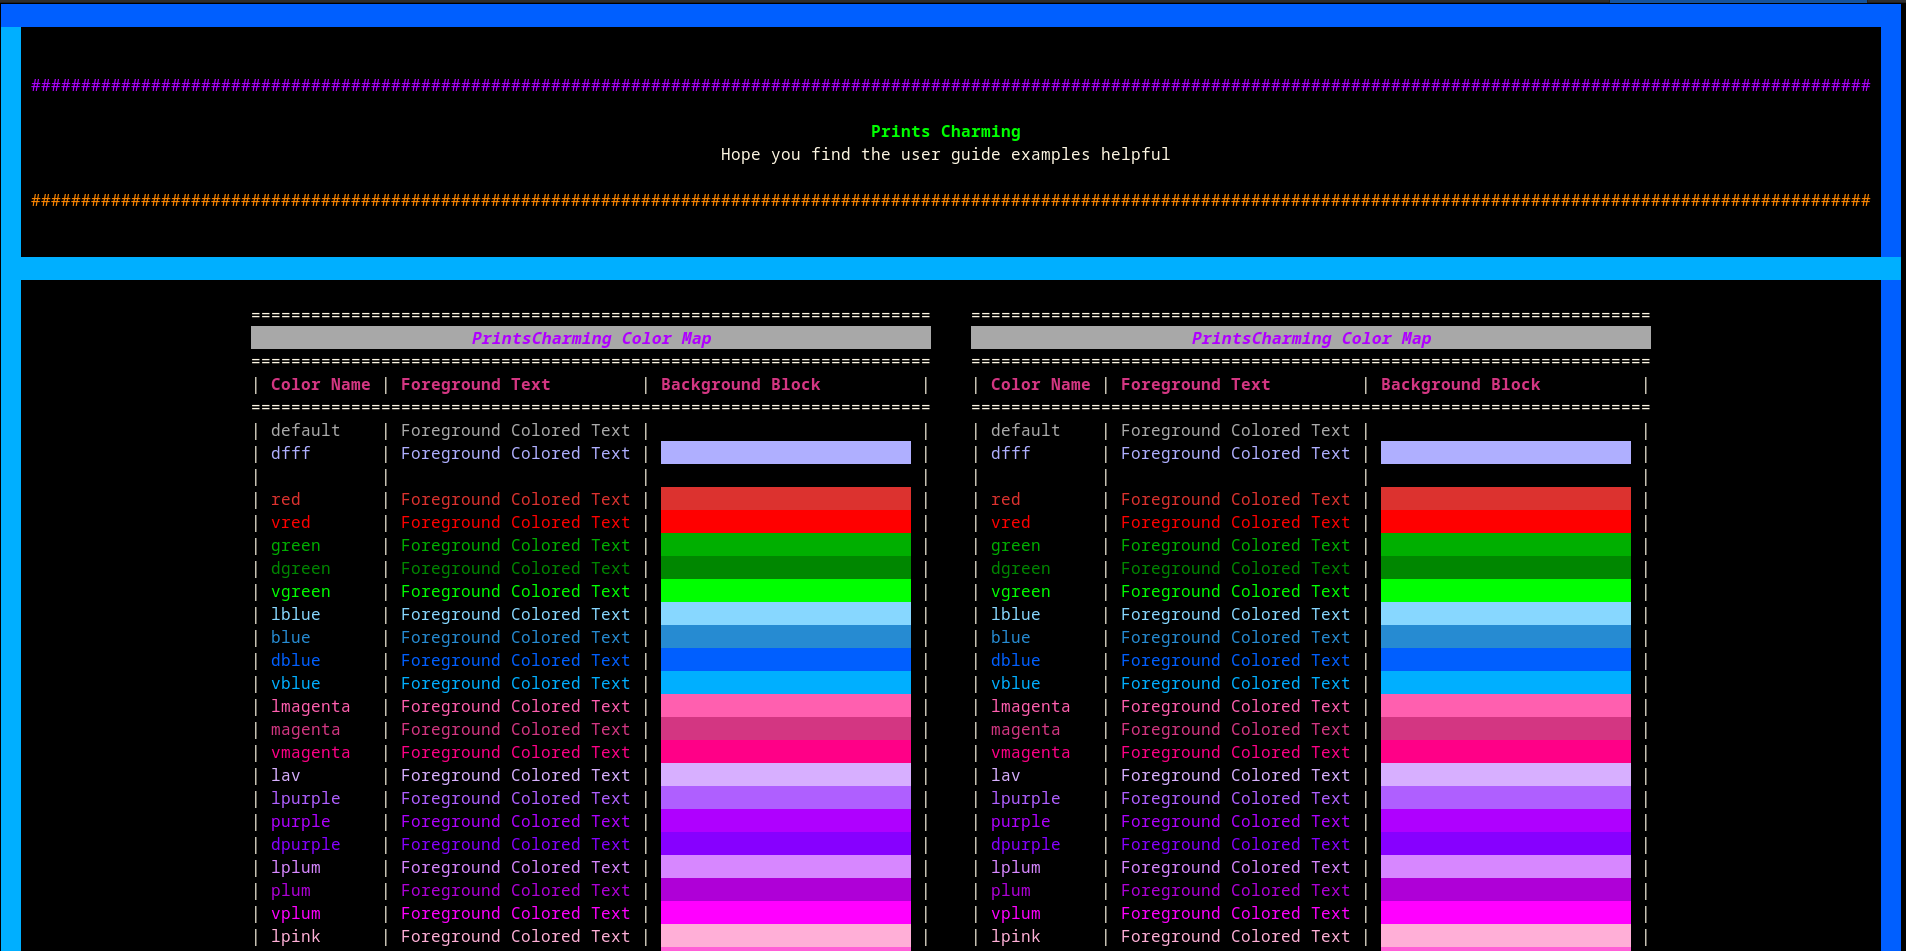 ########################################################################################################################################################################################
Prints Charming
Hope you find the user guide examples helpful
########################################################################################################################################################################################
====================================================================    ====================================================================
PrintsCharming Color Map    PrintsCharming Color Map
====================================================================    ====================================================================
| Color Name | Foreground Text         | Background Block          |    | Color Name | Foreground Text         | Background Block          |
====================================================================    ====================================================================
| default    | Foreground Colored Text |                           |    | default    | Foreground Colored Text |                           |
| dfff       | Foreground Colored Text |                           |    | dfff       | Foreground Colored Text |                           |
|            |                         |                           |    |            |                         |                           |
| red        | Foreground Colored Text |                           |    | red        | Foreground Colored Text |                           |
| vred       | Foreground Colored Text |                           |    | vred       | Foreground Colored Text |                           |
| green      | Foreground Colored Text |                           |    | green      | Foreground Colored Text |                           |
| dgreen     | Foreground Colored Text |                           |    | dgreen     | Foreground Colored Text |                           |
| vgreen     | Foreground Colored Text |                           |    | vgreen     | Foreground Colored Text |                           |
| lblue      | Foreground Colored Text |                           |    | lblue      | Foreground Colored Text |                           |
| blue       | Foreground Colored Text |                           |    | blue       | Foreground Colored Text |                           |
| dblue      | Foreground Colored Text |                           |    | dblue      | Foreground Colored Text |                           |
| vblue      | Foreground Colored Text |                           |    | vblue      | Foreground Colored Text |                           |
| lmagenta   | Foreground Colored Text |                           |    | lmagenta   | Foreground Colored Text |                           |
| magenta    | Foreground Colored Text |                           |    | magenta    | Foreground Colored Text |                           |
| vmagenta   | Foreground Colored Text |                           |    | vmagenta   | Foreground Colored Text |                           |
| lav        | Foreground Colored Text |                           |    | lav        | Foreground Colored Text |                           |
| lpurple    | Foreground Colored Text |                           |    | lpurple    | Foreground Colored Text |                           |
| purple     | Foreground Colored Text |                           |    | purple     | Foreground Colored Text |                           |
| dpurple    | Foreground Colored Text |                           |    | dpurple    | Foreground Colored Text |                           |
| lplum      | Foreground Colored Text |                           |    | lplum      | Foreground Colored Text |                           |
| plum       | Foreground Colored Text |                           |    | plum       | Foreground Colored Text |                           |
| vplum      | Foreground Colored Text |                           |    | vplum      | Foreground Colored Text |                           |
| lpink      | Foreground Colored Text |                           |    | lpink      | Foreground Colored Text |                           |